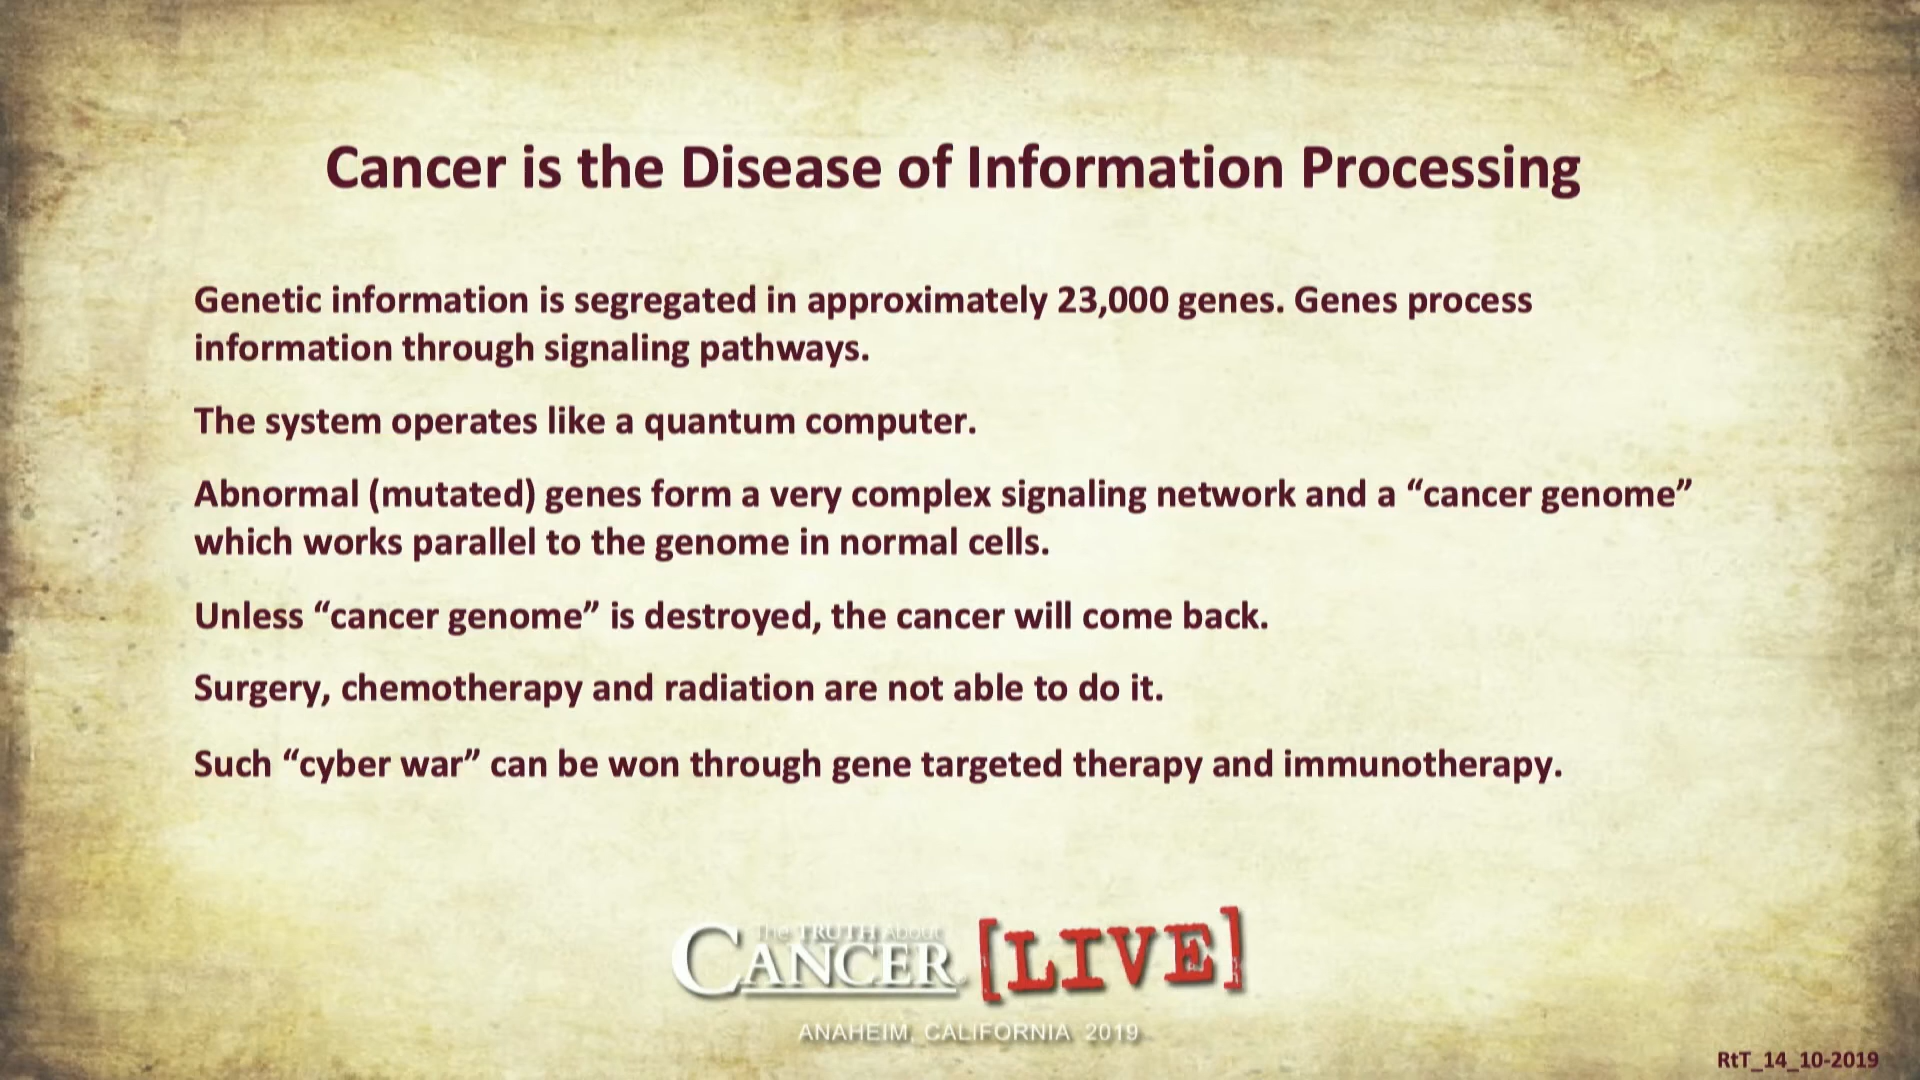 Cancer is the Disease of Information Processing
Genetic information is segregated in approximately 23,000 genes. Genes process
information through signaling pathways.
The system operates like a quantum computer.
Abnormal (mutated) genes form a very complex signaling network and a “cancer genome”
which works parallel to the genome in normal cells.
Unless “cancer genome” is destroyed, the cancer will come back.
Surgery, chemotherapy and radiation are not able to do it.
Such “cyber war” can be won through gene targeted therapy and immunotherapy.
The TRUTH About
CANCER [LIVE]
ANAHEIM, CALIFORNIA 2019
RtT_14_10-2019